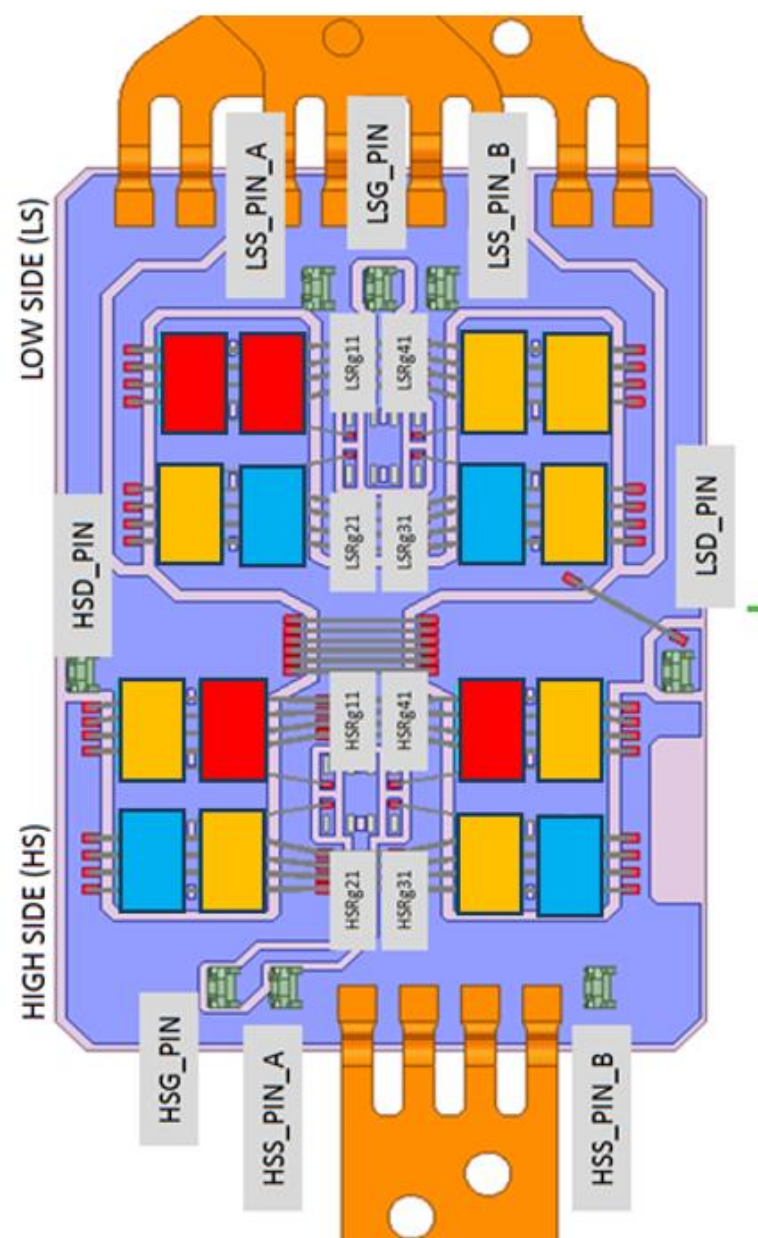 LOW SIDE (LS)
LSS_PIN_A
LSG_PIN
LSS_PIN_B
LSRg11
LSRg41
LSRg21
LSRg31
HSD_PIN
LSD_PIN
HSRg11
HSRg41
HSRg21
HSRg31
HIGH SIDE (HS)
HSG_PIN
HSS_PIN_A
HSS_PIN_B